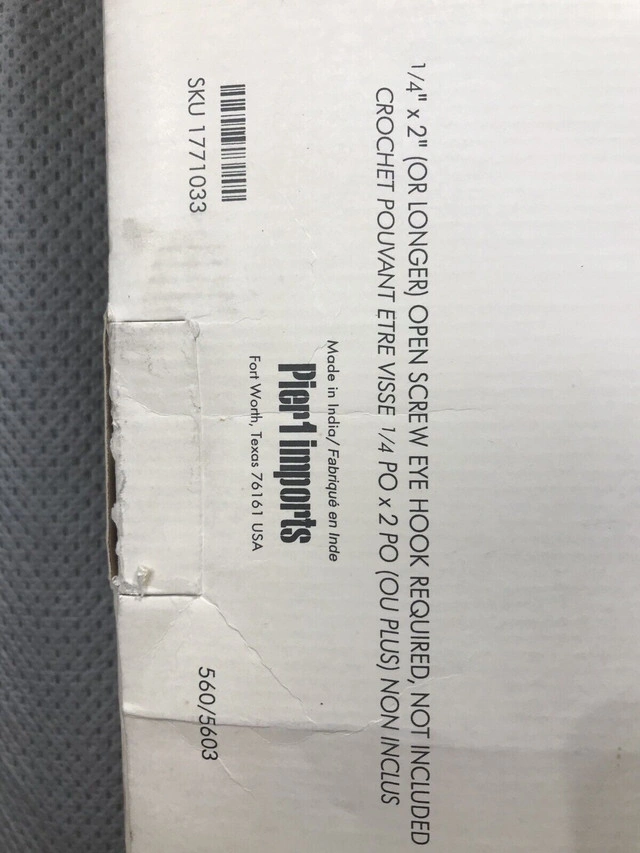 1/4" x 2" (OR LONGER) OPEN SCREW EYE HOOK REQUIRED, NOT INCLUDED
CROCHET POUVANT ETRE VISSE 1/4 PO x 2 PO (OU PLUS) NON INCLUS
Made in India/Fabriqué en Inde
Pier1 imports
Fort Worth, Texas 76161 USA
SKU 1771033
560/5603